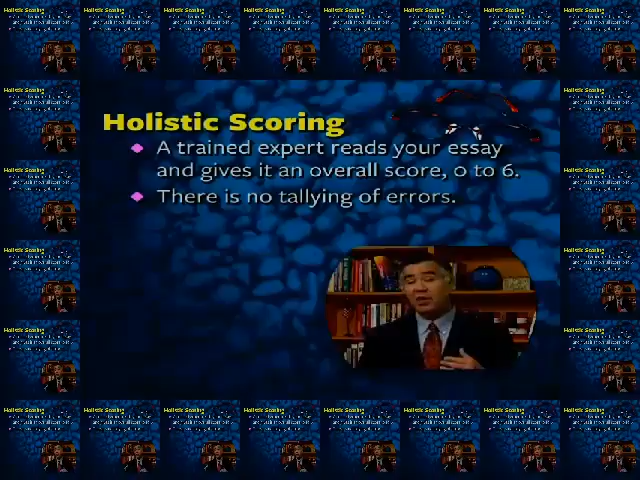 Holistic Scoring
A trained expert reads your essay
and gives it an overall score, 0 to 6.
There is no tallying of errors.